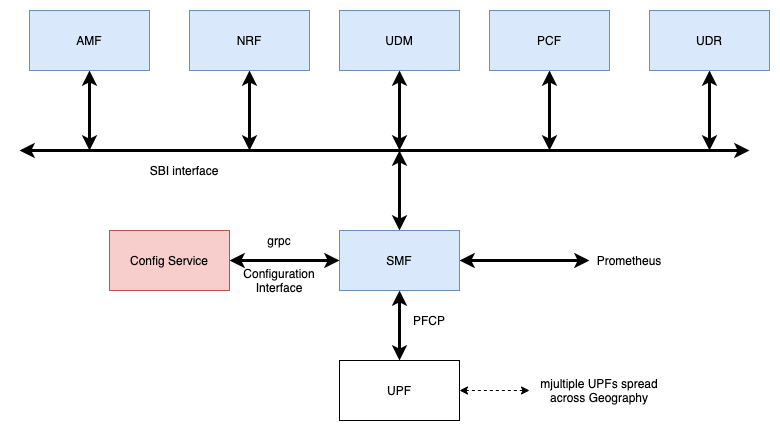 AMF
NRF
UDM
PCF
UDR
SBI interface
Config Service
grpc
Configuration
Interface
SMF
Prometheus
PFCP
UPF
mjultiple UPFs spread
across Geography